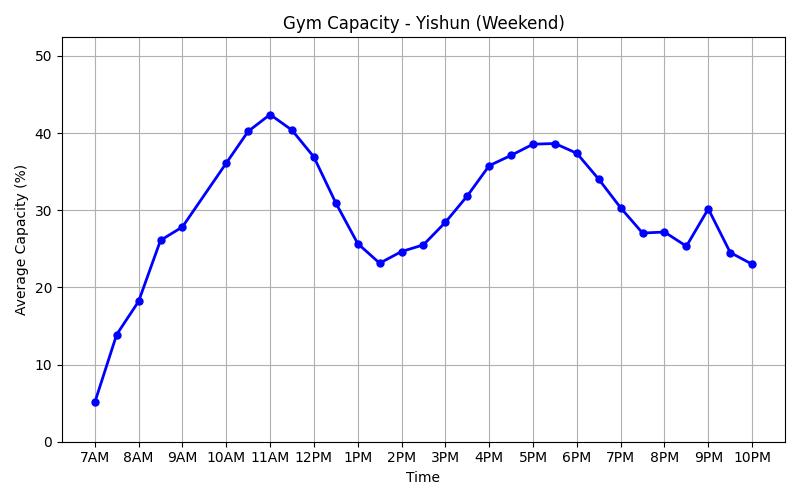 Gym Capacity - Yishun (Weekend)
Average Capacity (%)
50
40
30
20
10
0
7AM 8AM 9AM 10AM 11AM 12PM 1PM 2PM 3PM 4PM 5PM 6PM 7PM 8PM 9PM 10PM
Time